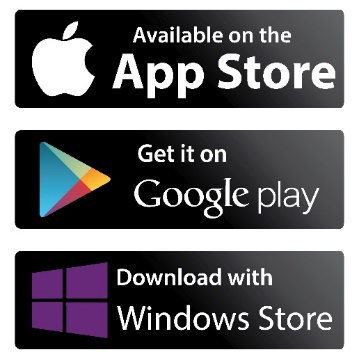 Available on the
App Store
Get it on
Google play
Download with
Windows Store